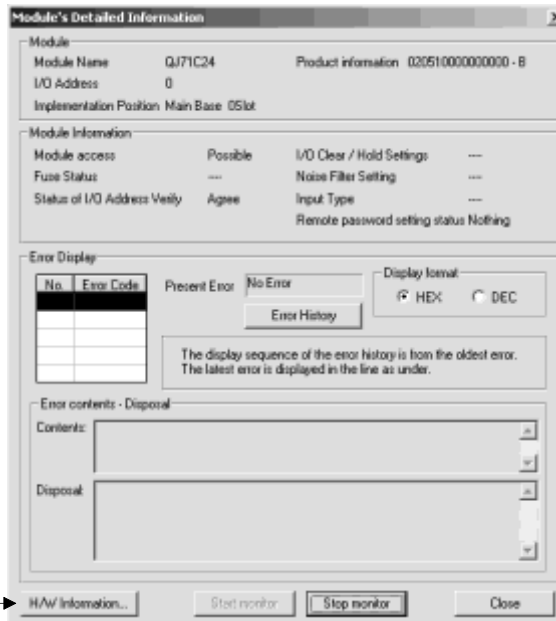 Module's Detailed Information
Module
Module Name QJ71C24 Product information 020510000000000 - B
I/O Address 0
Implementation Position Main Base 0Slot
Module Information
Module access Possible I/O Clear / Hold Settings ---
Fuse Status --- Noise Filter Setting ---
Status of I/O Address Verify Agree Input Type ---
Remote password setting status Nothing
Error Display
No. Error Code Present Error No Error Display format
HEX DEC
Error History
The display sequence of the error history is from the oldest error.
The latest error is displayed in the line as under.
Error contents - Disposal
Contents:
Disposal:
H/W Information... Start monitor Stop monitor Close